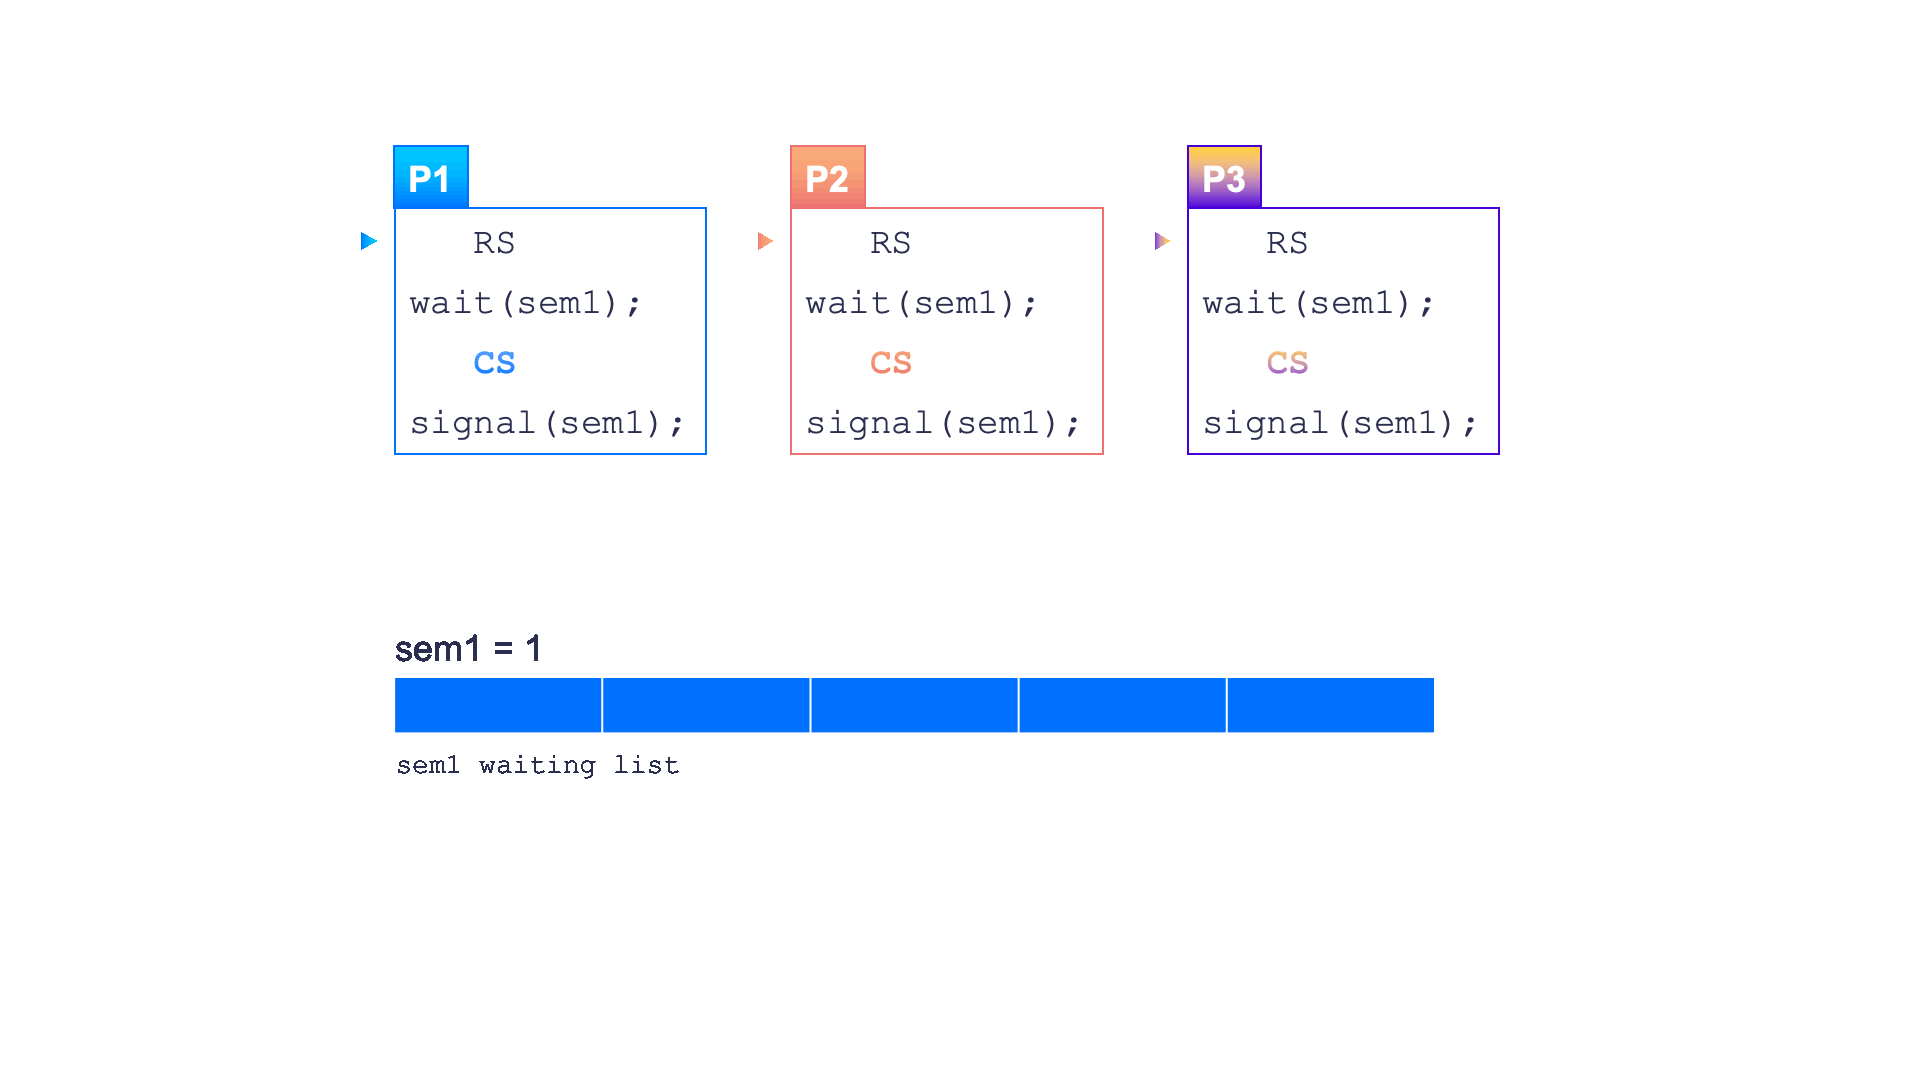 P1
RS
wait(sem1);
CS
signal(sem1);
P2
RS
wait(sem1);
CS
signal(sem1);
P3
RS
wait(sem1);
CS
signal(sem1);
sem1 = 1
sem1 waiting list